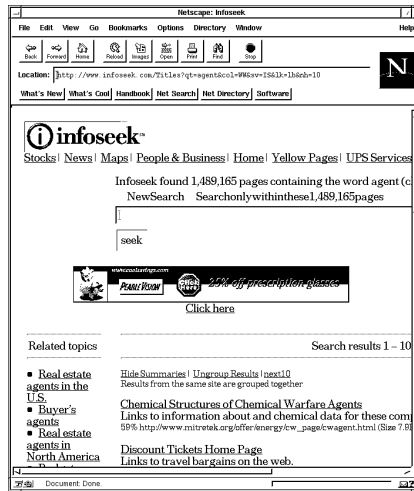 Netscape: Infoseek
File Edit View Go Bookmarks Options Directory Window Help
Back Forward Home Reload Images Open Print Find Stop
Location: http://www.infoseek.com/Titles?qt=agent&col=WW&sv=IS&lk=lb&nh=10
N
What's New What's Cool Handbook Net Search Net Directory Software
infoseek
Stocks | News | Maps | People & Business | Home | Yellow Pages | UPS Services
Infoseek found 1,489,165 pages containing the word agent (c
NewSearch Searchonlywithinthese1,489,165pages
seek
www.coolsavings.com
PEARLE VISION Click Here 25% off prescription glasses
Click here
Related topics
Search results 1 - 10
Real estate agents in the U.S.
Buyer's agents
Real estate agents in North America
Hide Summaries | Ungroup Results | next10
Results from the same site are grouped together
Chemical Structures of Chemical Warfare Agents
Links to information about and chemical data for these com
59% http://www.mitretek.org/offer/energy/cw_page/cwagent.html (Size 7.8
Discount Tickets Home Page
Links to travel bargains on the web.
Document: Done.